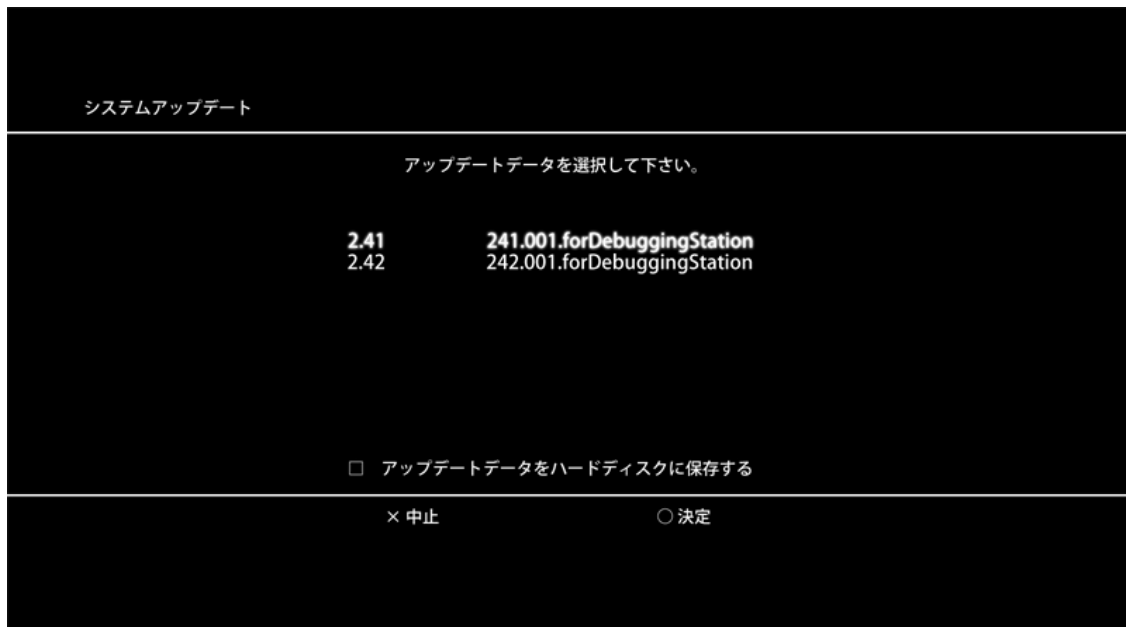 システムアップデート
アップデートデータを選択して下さい。
2.41 241.001.forDebuggingStation
2.42 242.001.forDebuggingStation
□ アップデートデータをハードディスクに保存する
× 中止 ○ 決定